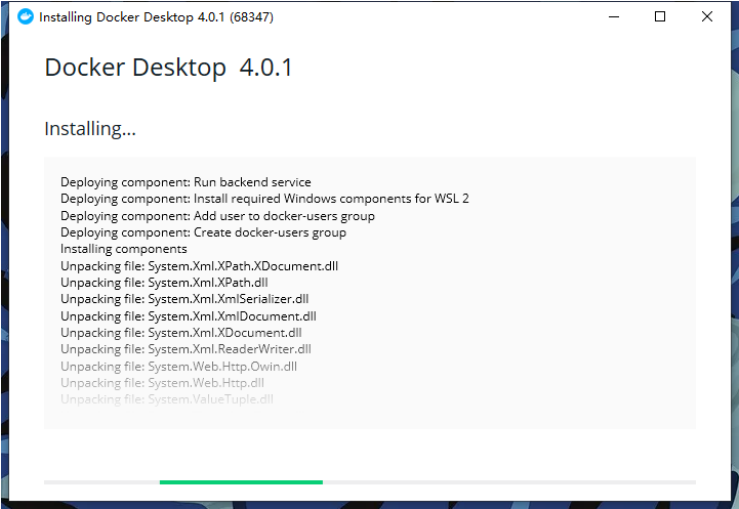 Installing Docker Desktop 4.0.1 (68347)
Docker Desktop 4.0.1
Installing...
Deploying component: Run backend service
Deploying component: Install required Windows components for WSL 2
Deploying component: Add user to docker-users group
Deploying component: Create docker-users group
Installing components
Unpacking file: System.Xml.XPath.XDocument.dll
Unpacking file: System.Xml.XPath.dll
Unpacking file: System.Xml.XmlSerializer.dll
Unpacking file: System.Xml.XmlDocument.dll
Unpacking file: System.Xml.XDocument.dll
Unpacking file: System.Xml.ReaderWriter.dll
Unpacking file: System.Web.Http.Owin.dll
Unpacking file: System.Web.Http.dll
Unpacking file: System.ValueTuple.dll